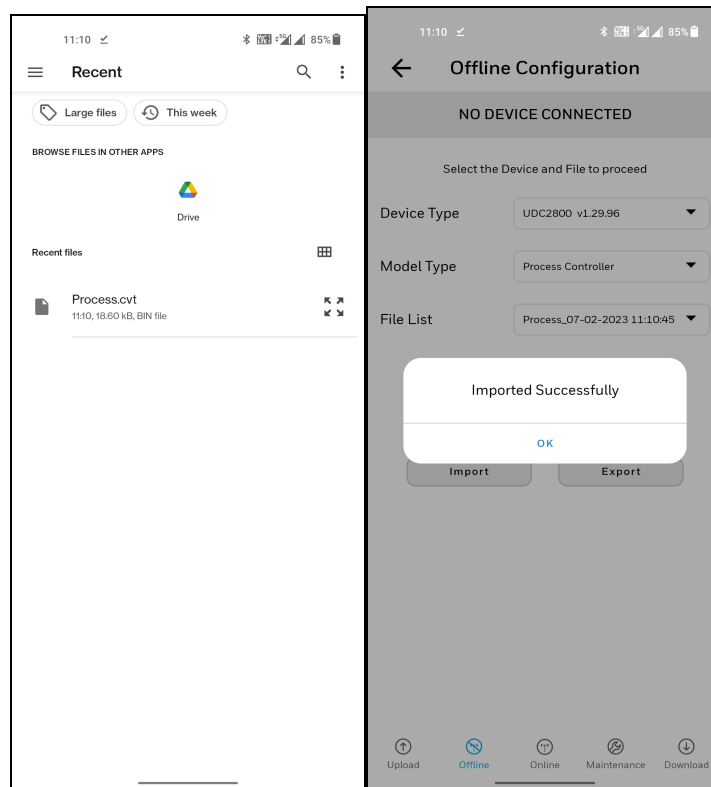 11:10
85%
Recent
Large files
This week
BROWSE FILES IN OTHER APPS
Drive
Recent files
Process.cvt
11:10, 18.60 kB, BIN file
11:10
85%
Offline Configuration
NO DEVICE CONNECTED
Select the Device and File to proceed
Device Type
UDC2800 v1.29.96
Model Type
Process Controller
File List
Process_07-02-2023 11:10:45
Imported Successfully
OK
Import
Export
Upload
Offline
Online
Maintenance
Download